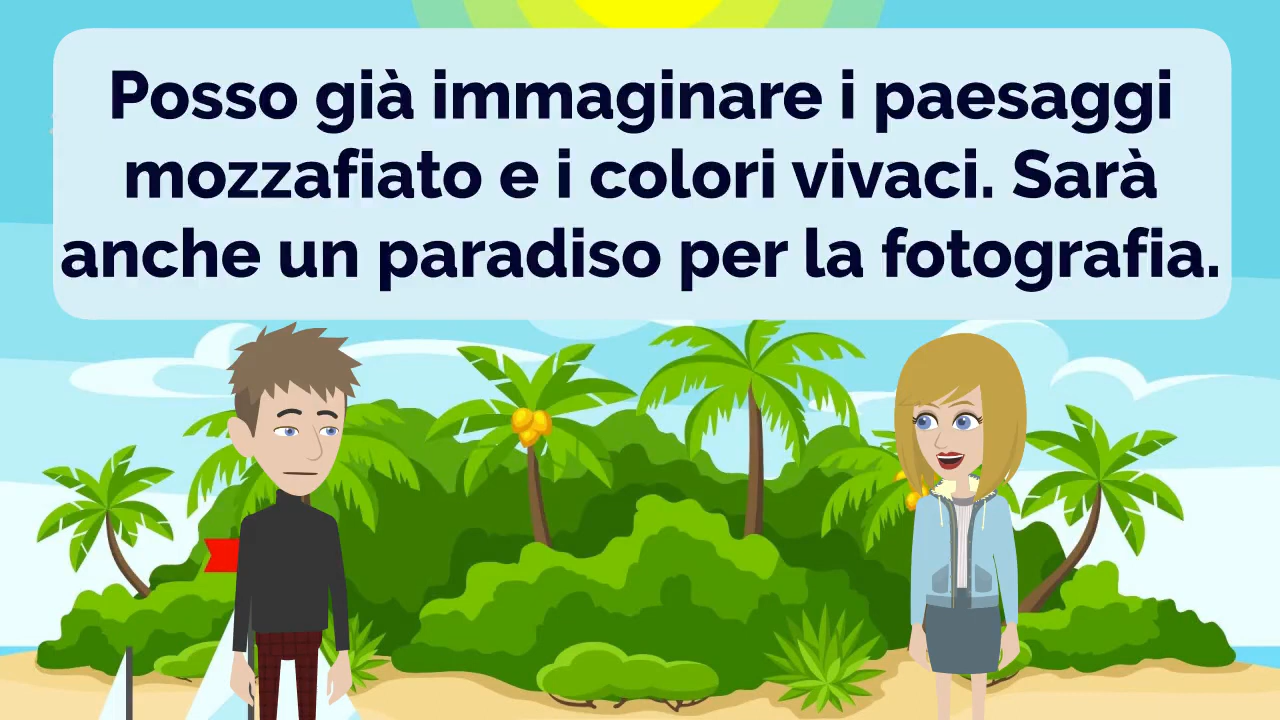 Posso già immaginare i paesaggi
mozzafiato e i colori vivaci. Sarà
anche un paradiso per la fotografia.